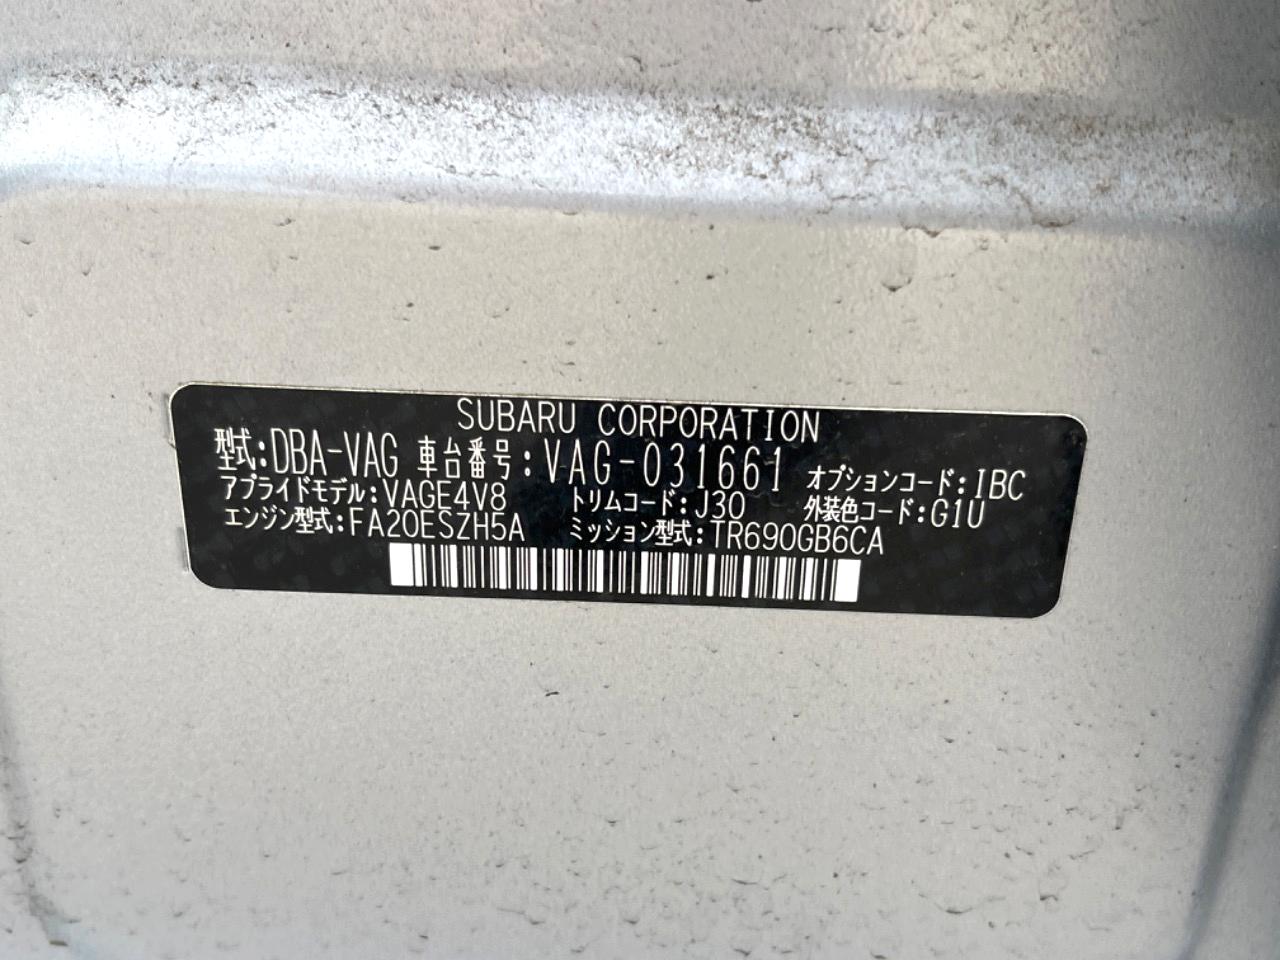 SUBARU CORPORATION
型式:DBA-VAG 車台番号:VAG-031661 オプションコード:IBC
アプライドモデル:VAGE4V8 トリムコード:J30 外装色コード:G1U
エンジン型式:FA20ESZH5A ミッション型式:TR690GB6CA